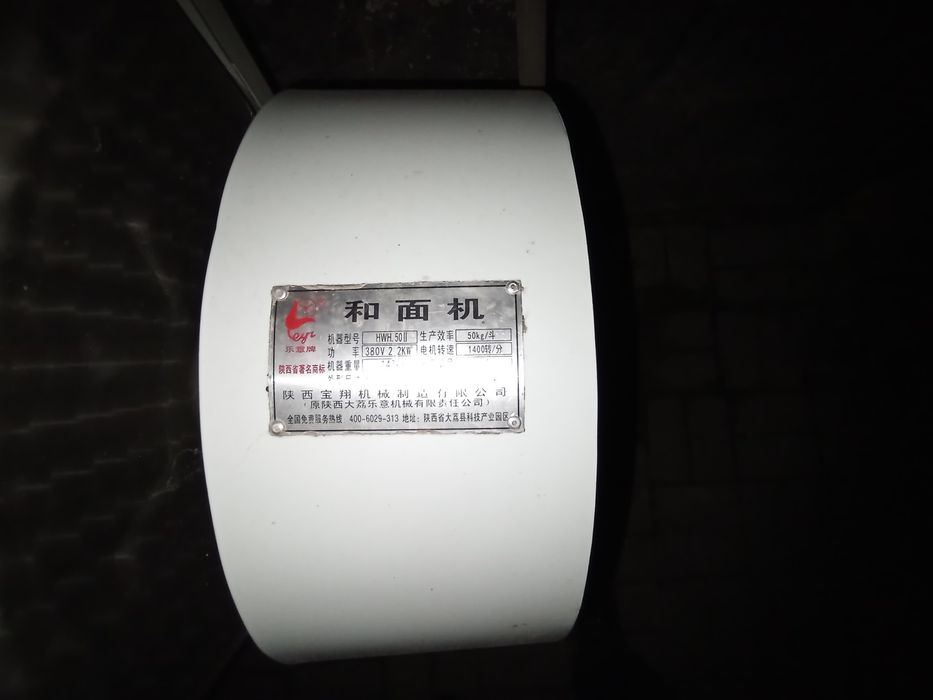 和面机
Leyi
乐意牌
陕西省著名商标
机器型号 HWH.50II 生产效率 50kg/斗
功率 380V 2.2KW 电机转速 1400转/分
机器重量
陕西宝翔机械制造有限公司
(原陕西大荔乐意机械有限责任公司)
全国免费服务热线 400-6029-313 地址: 陕西省大荔县科技产业园区